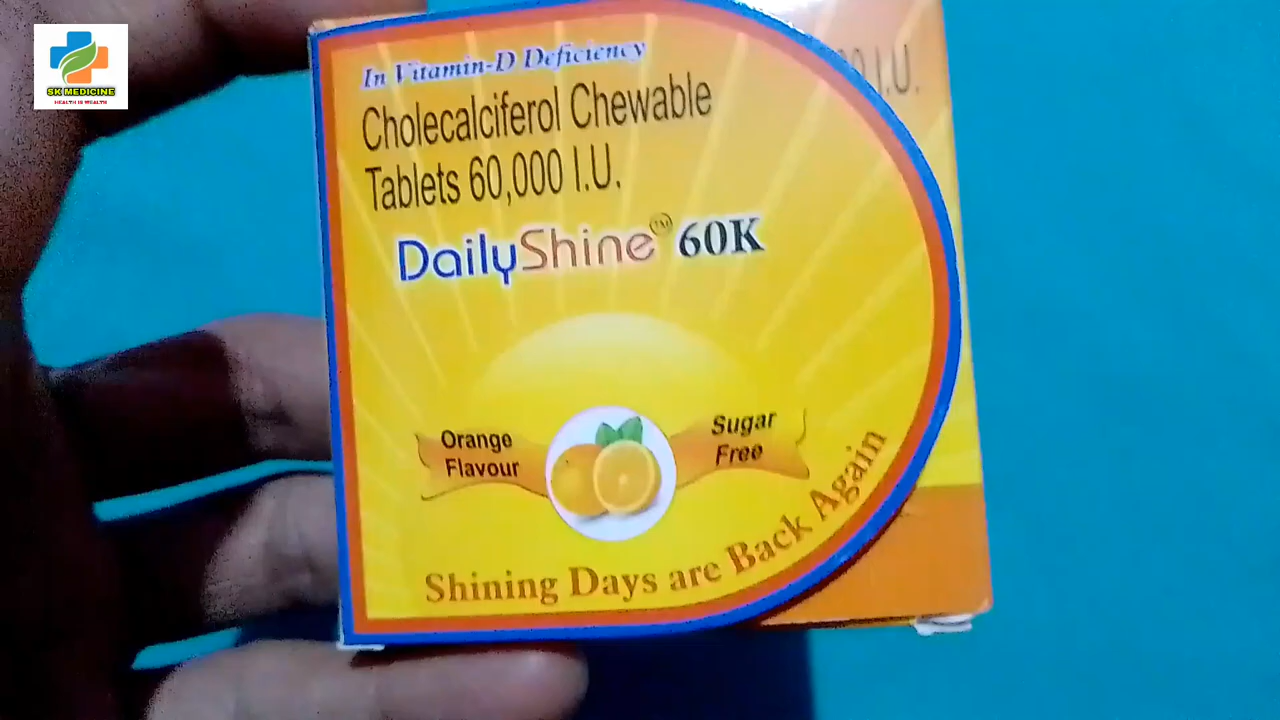 SK MEDICINE
HEALTH IS WEALTH
In Vitamin-D Deficiency
Cholecalciferol Chewable
Tablets 60,000 I.U.
DailyShine™ 60K
Orange
Flavour
Sugar
Free
Shining Days are Back Again
I.U.